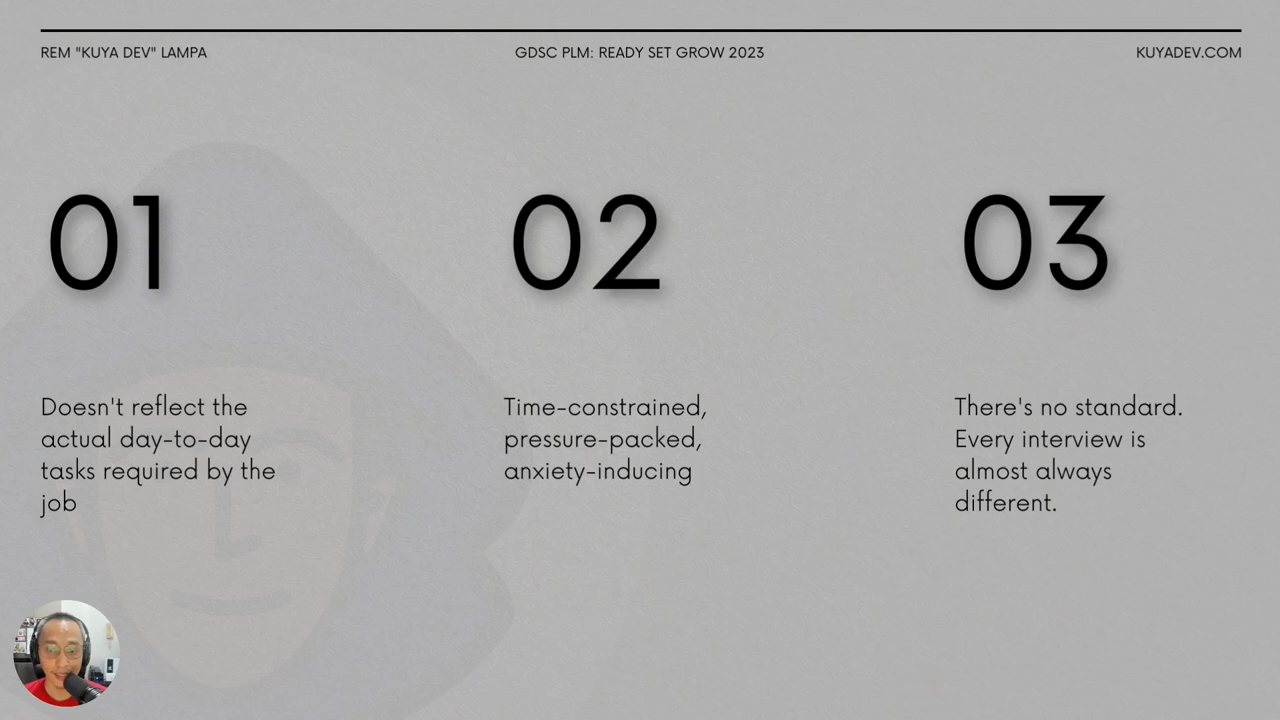 REM "KUYA DEV" LAMPA
GDSC PLM: READY SET GROW 2023
KUYADEV.COM
01
Doesn't reflect the
actual day-to-day
tasks required by the
job
02
Time-constrained,
pressure-packed,
anxiety-inducing
03
There's no standard.
Every interview is
almost always
different.